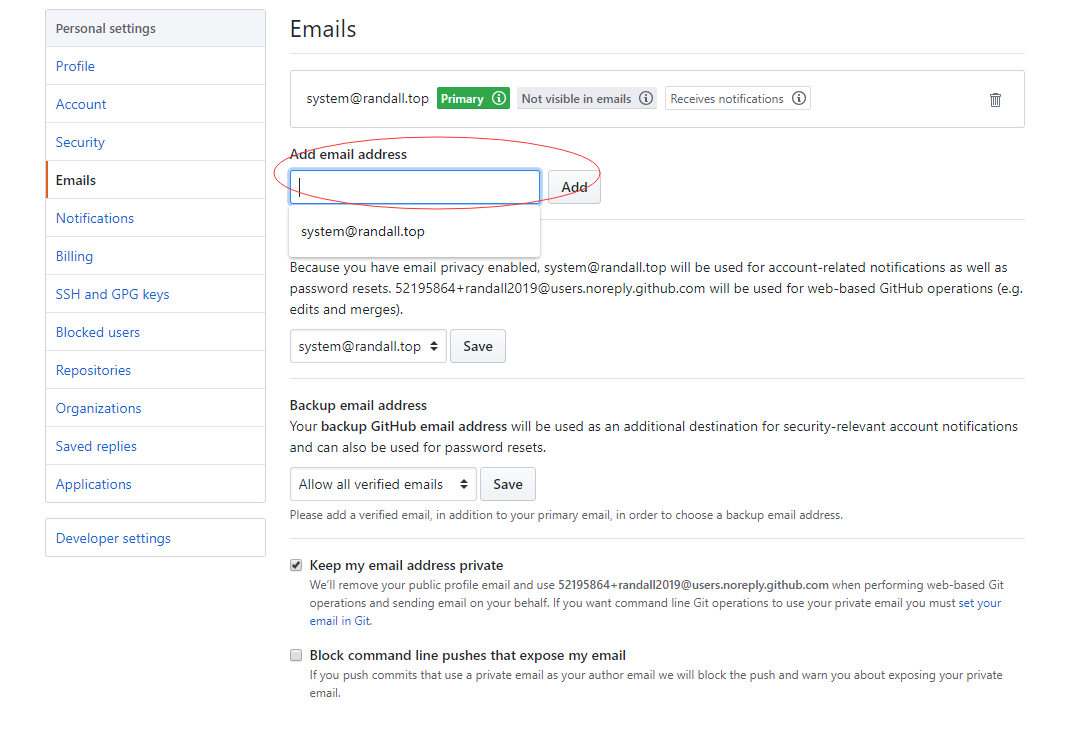 Personal settings
Profile
Account
Security
Emails
Notifications
Billing
SSH and GPG keys
Blocked users
Repositories
Organizations
Saved replies
Applications
Developer settings
Emails
system@randall.top Primary Not visible in emails Receives notifications
Add email address
Add
system@randall.top
Because you have email privacy enabled, system@randall.top will be used for account-related notifications as well as
password resets. 52195864+randall2019@users.noreply.github.com will be used for web-based GitHub operations (e.g.
edits and merges).
system@randall.top Save
Backup email address
Your backup GitHub email address will be used as an additional destination for security-relevant account notifications
and can also be used for password resets.
Allow all verified emails Save
Please add a verified email, in addition to your primary email, in order to choose a backup email address.
Keep my email address private
We'll remove your public profile email and use 52195864+randall2019@users.noreply.github.com when performing web-based Git
operations and sending email on your behalf. If you want command line Git operations to use your private email you must set your
email in Git.
Block command line pushes that expose my email
If you push commits that use a private email as your author email we will block the push and warn you about exposing your private
email.